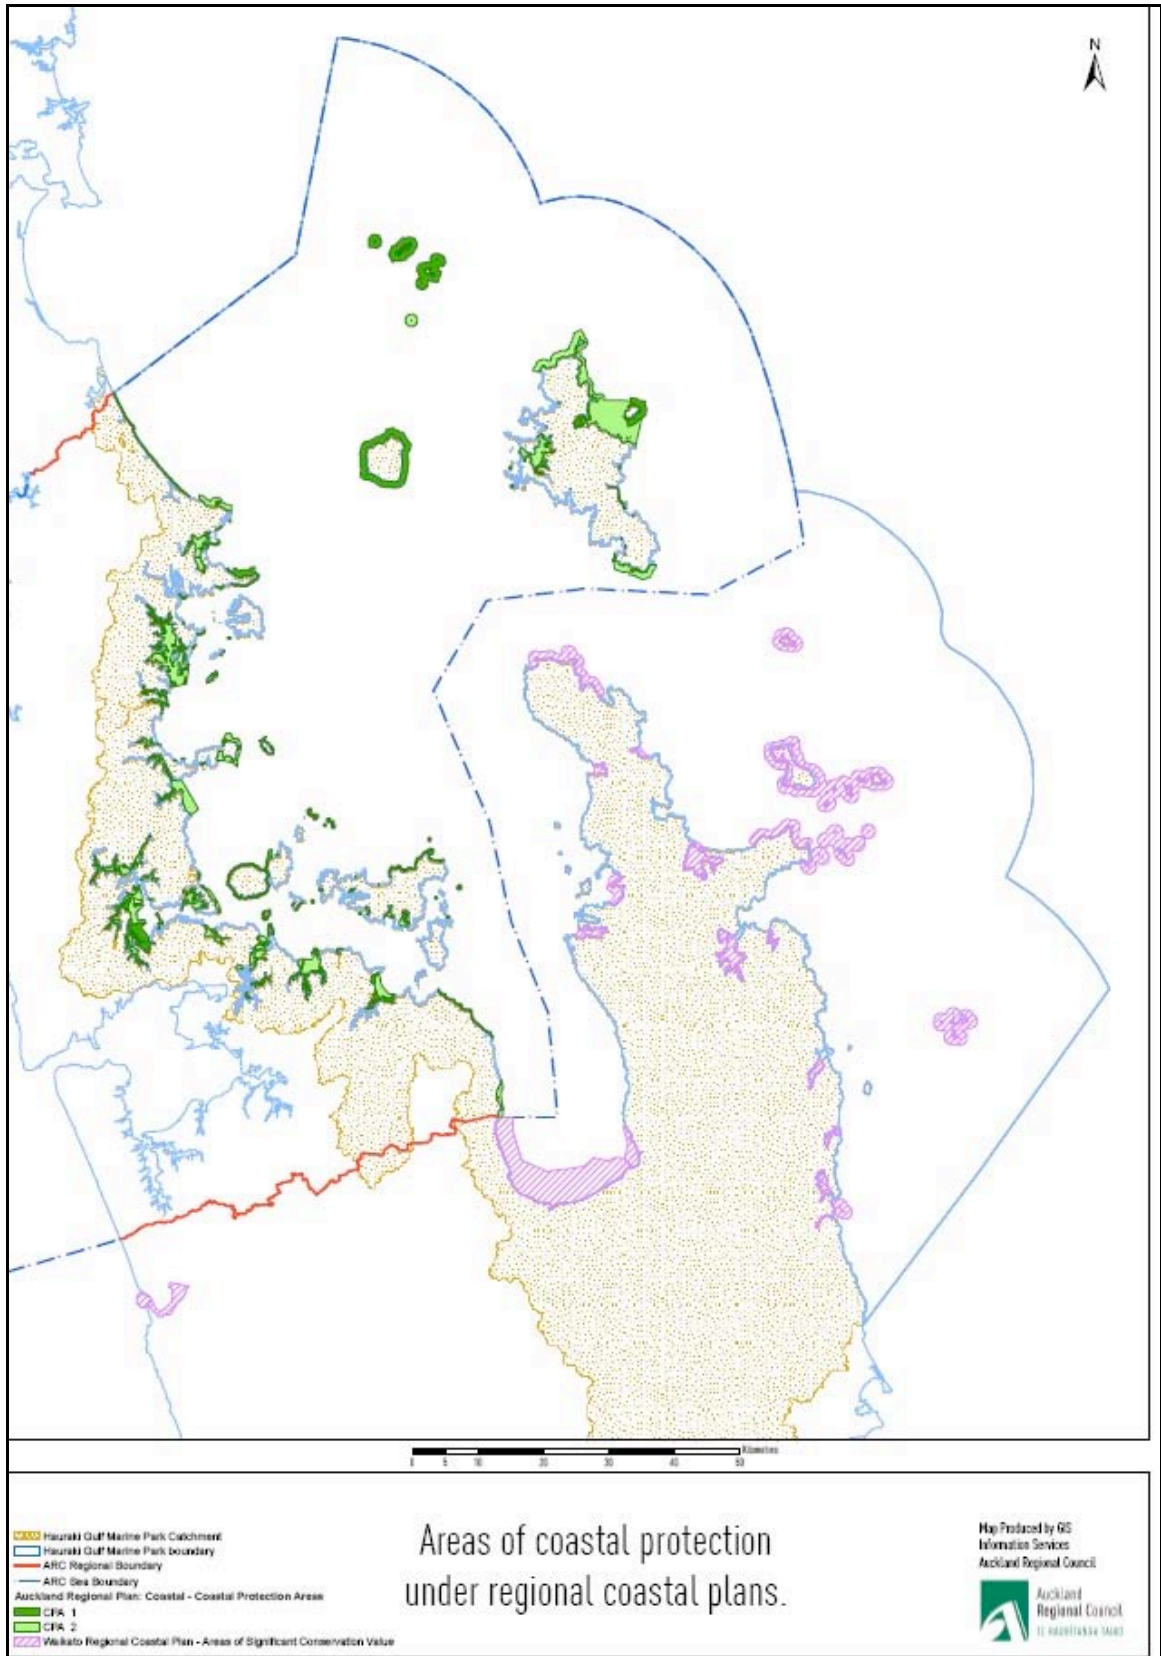 N
Kilometres
0 5 10 20 30 40 50
Hauraki Gulf Marine Park Catchment
Hauraki Gulf Marine Park boundary
ARC Regional Boundary
ARC Sea Boundary
Auckland Regional Plan: Coastal - Coastal Protection Areas
CPA 1
CPA 2
Waikato Regional Coastal Plan - Areas of Significant Conservation Value
Areas of coastal protection
under regional coastal plans.
Map Produced by GIS
Information Services
Auckland Regional Council
Auckland
Regional Council
TE RAUHĪTANGA TAIAO